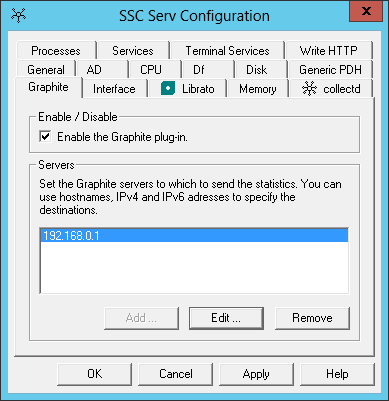 SSC Serv Configuration
Processes Services Terminal Services Write HTTP
General AD CPU Df Disk Generic PDH
Graphite Interface Librato Memory collectd
Enable / Disable
Enable the Graphite plug-in.
Servers
Set the Graphite servers to which to send the statistics. You can
use hostnames, IPv4 and IPv6 adresses to specify the
destinations.
192.168.0.1
Add ... Edit ... Remove
OK Cancel Apply Help